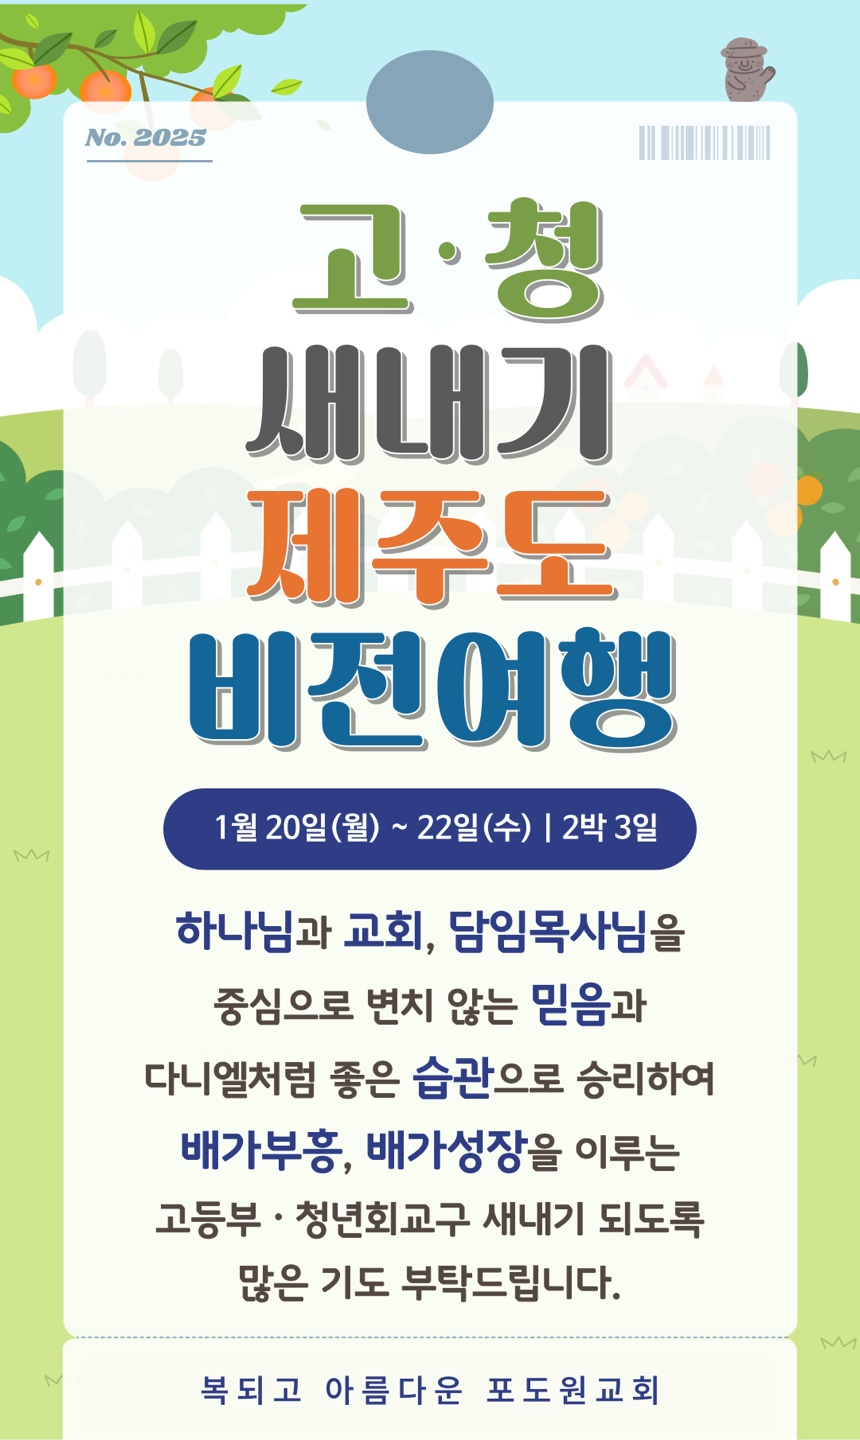 No. 2025
고·청
새내기
제주도
비전여행
1월 20일(월) ~ 22일(수) | 2박 3일
하나님과 교회, 담임목사님을
중심으로 변치 않는 믿음과
다니엘처럼 좋은 습관으로 승리하여
배가부흥, 배가성장을 이루는
고등부 · 청년회교구 새내기 되도록
많은 기도 부탁드립니다.
복되고 아름다운 포도원교회